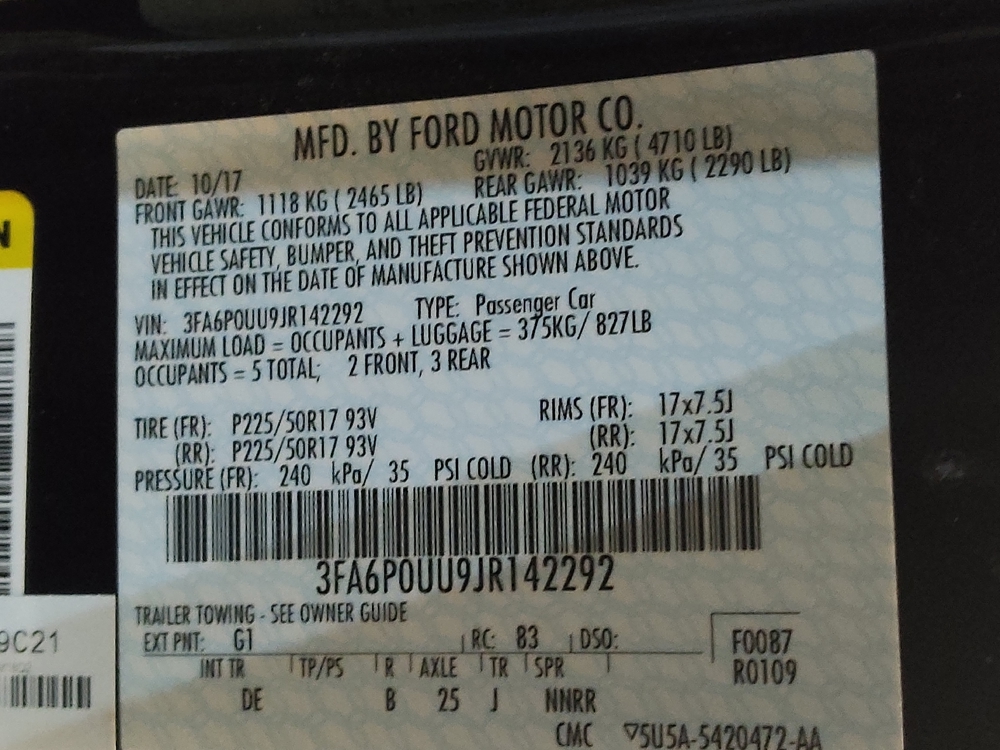 MFD. BY FORD MOTOR CO.
DATE: 10/17 GVWR: 2136 KG ( 4710 LB)
FRONT GAWR: 1118 KG ( 2465 LB) REAR GAWR: 1039 KG ( 2290 LB)
THIS VEHICLE CONFORMS TO ALL APPLICABLE FEDERAL MOTOR
VEHICLE SAFETY, BUMPER, AND THEFT PREVENTION STANDARDS
IN EFFECT ON THE DATE OF MANUFACTURE SHOWN ABOVE.
VIN: 3FA6P0UU9JR142292 TYPE: Passenger Car
MAXIMUM LOAD = OCCUPANTS + LUGGAGE = 375KG/ 827LB
OCCUPANTS = 5 TOTAL; 2 FRONT, 3 REAR
TIRE (FR): P225/50R17 93V RIMS (FR): 17x7.5J
(RR): P225/50R17 93V (RR): 17x7.5J
PRESSURE (FR): 240 kPa/ 35 PSI COLD (RR): 240 kPa/ 35 PSI COLD
3FA6P0UU9JR142292
TRAILER TOWING - SEE OWNER GUIDE
EXT PNT: G1 RC: 83 DSO: F0087
INT TR TP/PS R AXLE TR SPR R0109
DE B 25 J NNRR
CMC ▽5U5A-5420472-AA
N
9C21